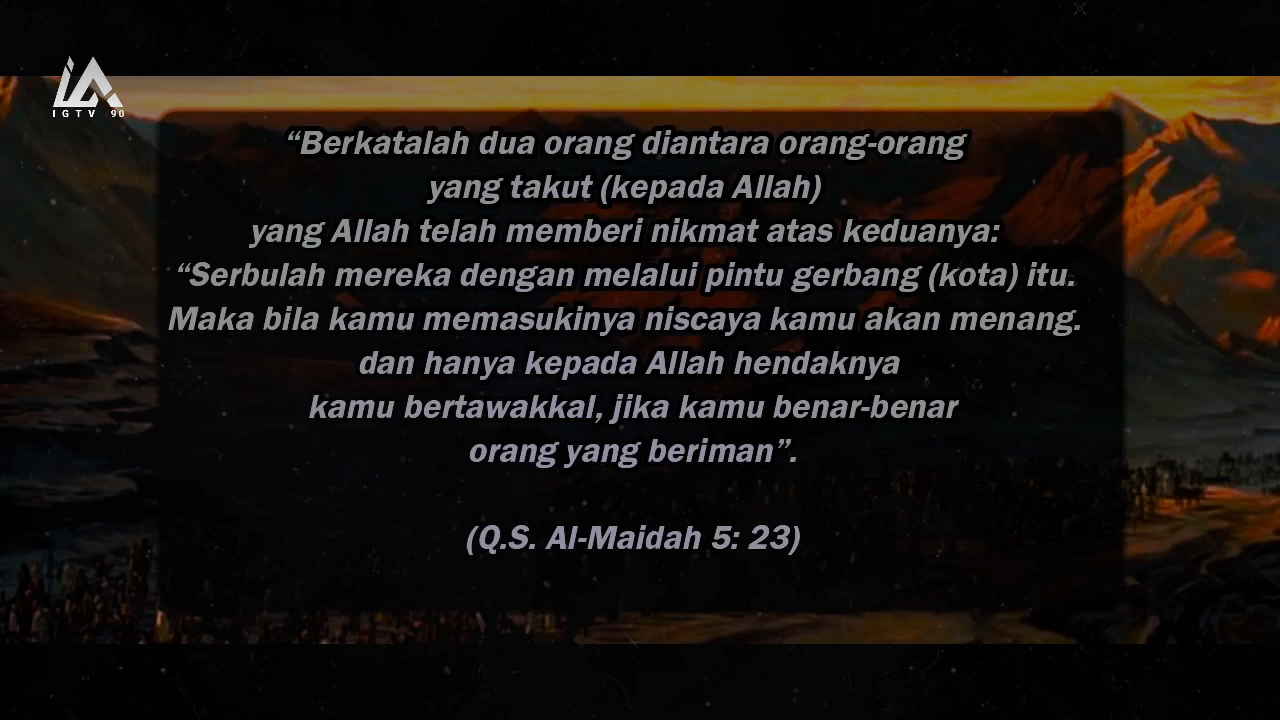 IGTV 90
“Berkatalah dua orang diantara orang-orang
yang takut (kepada Allah)
yang Allah telah memberi nikmat atas keduanya:
“Serbulah mereka dengan melalui pintu gerbang (kota) itu.
Maka bila kamu memasukinya niscaya kamu akan menang.
dan hanya kepada Allah hendaknya
kamu bertawakkal, jika kamu benar-benar
orang yang beriman”.
(Q.S. Al-Maidah 5: 23)